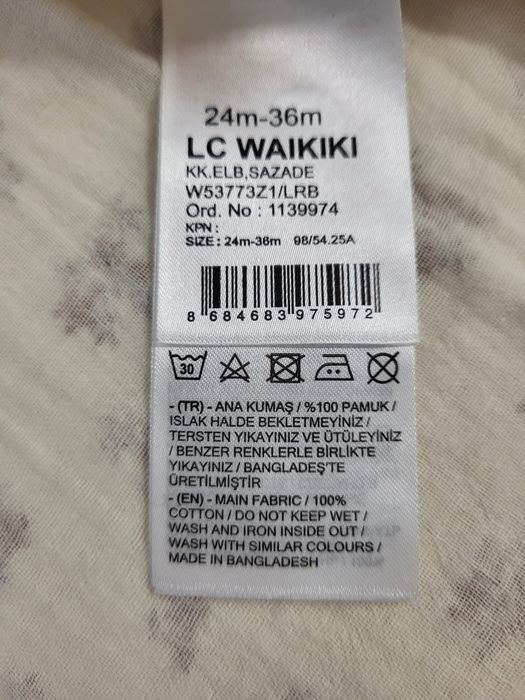 24m-36m
LC WAIKIKI
KK.ELB,SAZADE
W53773Z1/LRB
Ord. No : 1139974
KPN :
SIZE : 24m-36m 98/54.25A
8 684683 975972
30
- (TR) - ANA KUMAŞ / %100 PAMUK /
ISLAK HALDE BEKLETMEYİNİZ /
TERSTEN YIKAYINIZ VE ÜTÜLEYİNİZ
/ BENZER RENKLERLE BİRLİKTE
YIKAYINIZ / BANGLADEŞ'TE
ÜRETİLMİŞTİR
- (EN) - MAIN FABRIC / 100%
COTTON / DO NOT KEEP WET /
WASH AND IRON INSIDE OUT /
WASH WITH SIMILAR COLOURS /
MADE IN BANGLADESH